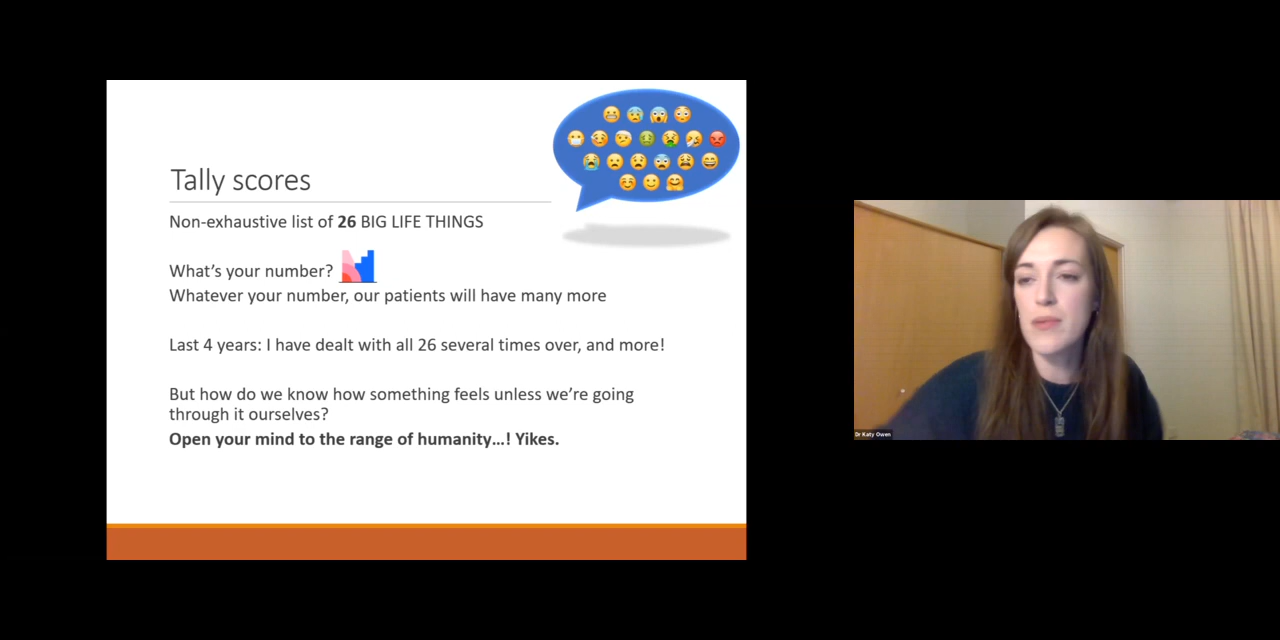 Tally scores
Non-exhaustive list of 26 BIG LIFE THINGS
What's your number?
Whatever your number, our patients will have many more
Last 4 years: I have dealt with all 26 several times over, and more!
But how do we know how something feels unless we're going
through it ourselves?
Open your mind to the range of humanity…! Yikes.
Dr Katy Owen